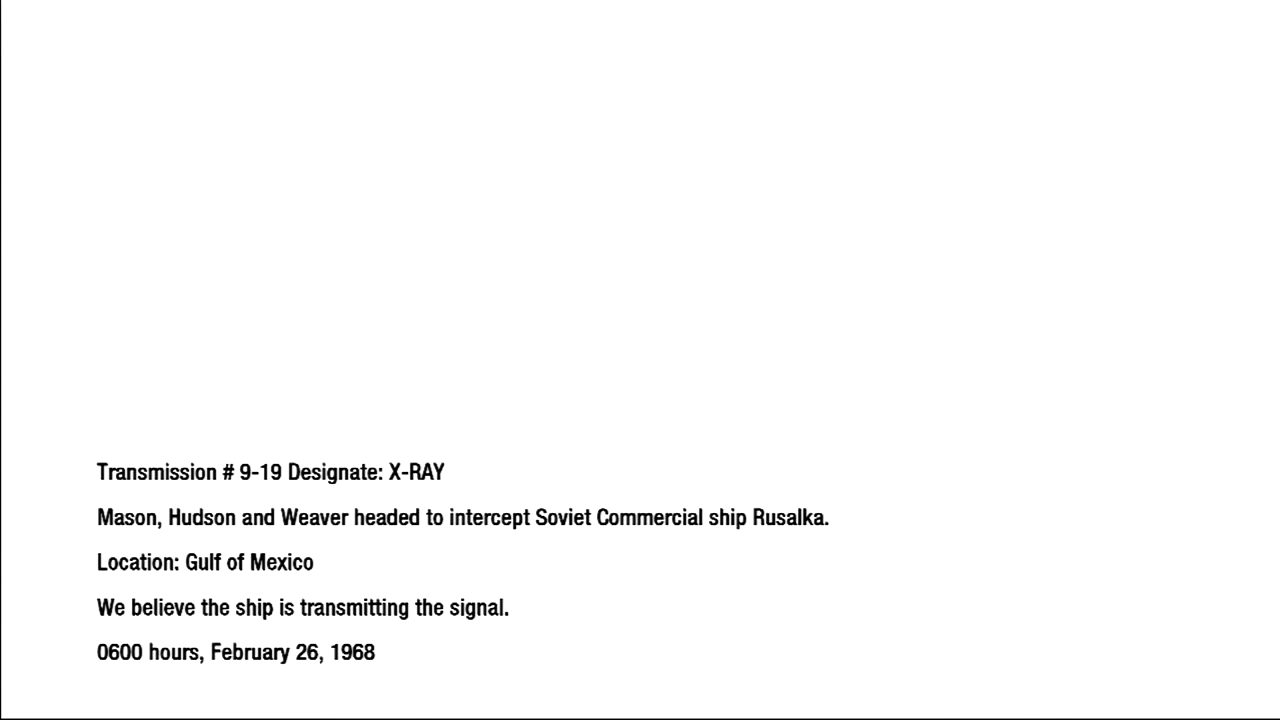 Transmission # 9-19 Designate: X-RAY
Mason, Hudson and Weaver headed to intercept Soviet Commercial ship Rusalka.
Location: Gulf of Mexico
We believe the ship is transmitting the signal.
0600 hours, February 26, 1968